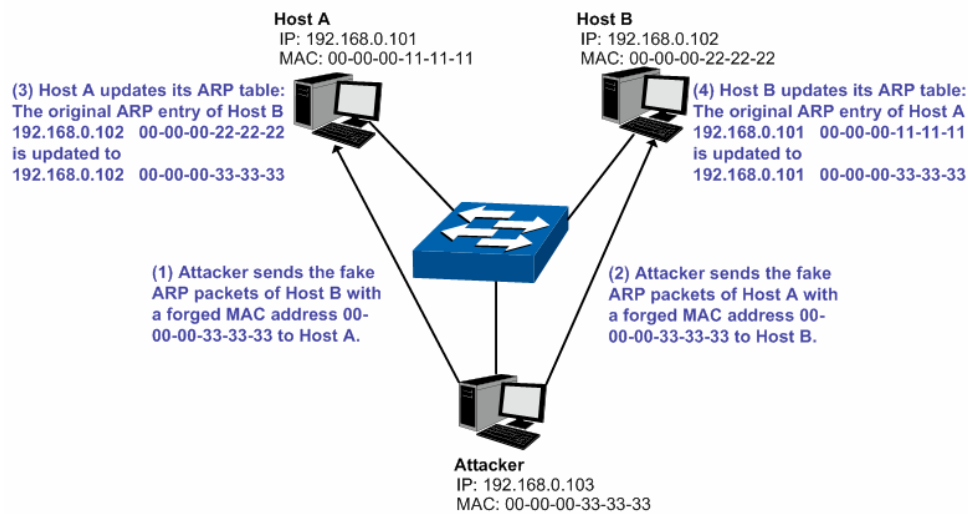 Host A
IP: 192.168.0.101
MAC: 00-00-00-11-11-11
Host B
IP: 192.168.0.102
MAC: 00-00-00-22-22-22
(3) Host A updates its ARP table:
The original ARP entry of Host B
192.168.0.102 00-00-00-22-22-22
is updated to
192.168.0.102 00-00-00-33-33-33
(4) Host B updates its ARP table:
The original ARP entry of Host A
192.168.0.101 00-00-00-11-11-11
is updated to
192.168.0.101 00-00-00-33-33-33
(1) Attacker sends the fake
ARP packets of Host B with
a forged MAC address 00-
00-00-33-33-33 to Host A.
(2) Attacker sends the fake
ARP packets of Host A with
a forged MAC address 00-
00-00-33-33-33 to Host B.
Attacker
IP: 192.168.0.103
MAC: 00-00-00-33-33-33